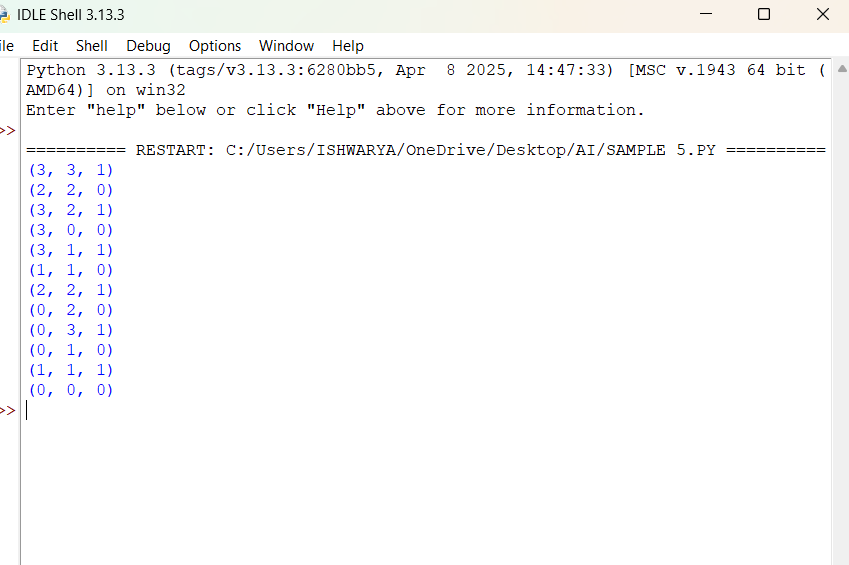 IDLE Shell 3.13.3
ile Edit Shell Debug Options Window Help
Python 3.13.3 (tags/v3.13.3:6280bb5, Apr  8 2025, 14:47:33) [MSC v.1943 64 bit (
AMD64)] on win32
Enter "help" below or click "Help" above for more information.
>>
========== RESTART: C:/Users/ISHWARYA/OneDrive/Desktop/AI/SAMPLE 5.PY ==========
(3, 3, 1)
(2, 2, 0)
(3, 2, 1)
(3, 0, 0)
(3, 1, 1)
(1, 1, 0)
(2, 2, 1)
(0, 2, 0)
(0, 3, 1)
(0, 1, 0)
(1, 1, 1)
(0, 0, 0)
>>